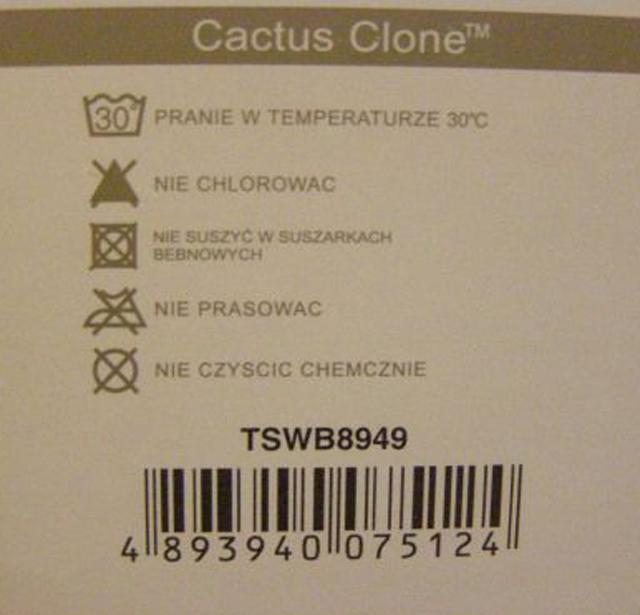 Cactus Clone™
30° PRANIE W TEMPERATURZE 30°C
NIE CHLOROWAC
NIE SUSZYĆ W SUSZARKACH
BEBNOWYCH
NIE PRASOWAC
NIE CZYSCIC CHEMCZNIE
TSWB8949
4 893940 075124